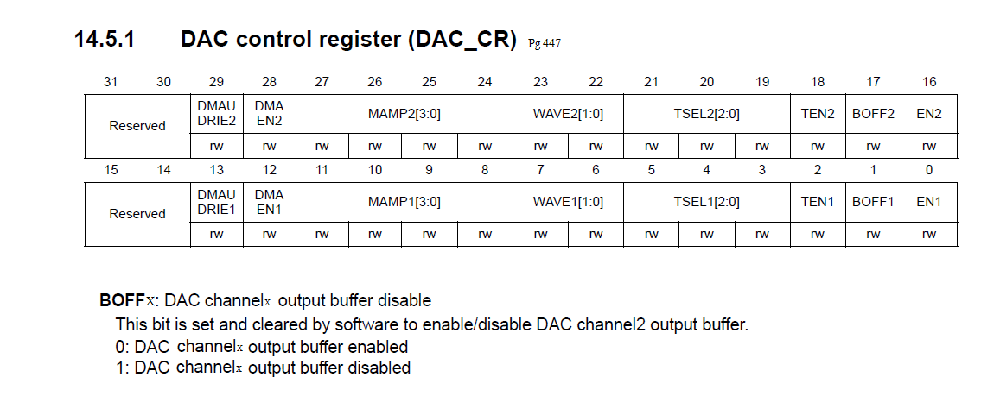 14.5.1 DAC control register (DAC_CR) Pg 447
31 30 29 28 27 26 25 24 23 22 21 20 19 18 17 16
Reserved DMAU DRIE2 DMA EN2 MAMP2[3:0] WAVE2[1:0] TSEL2[2:0] TEN2 BOFF2 EN2
rw rw rw rw rw rw rw rw rw rw rw rw rw rw
15 14 13 12 11 10 9 8 7 6 5 4 3 2 1 0
Reserved DMAU DRIE1 DMA EN1 MAMP1[3:0] WAVE1[1:0] TSEL1[2:0] TEN1 BOFF1 EN1
rw rw rw rw rw rw rw rw rw rw rw rw rw rw
BOFFx: DAC channelx output buffer disable
This bit is set and cleared by software to enable/disable DAC channel2 output buffer.
0: DAC channelx output buffer enabled
1: DAC channelx output buffer disabled